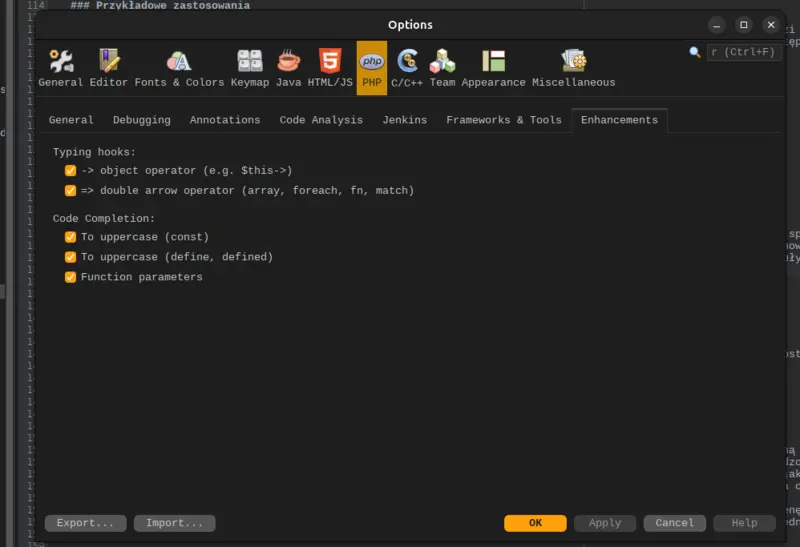 114 ### Przykładowe zastosowania
Options
r (Ctrl+F)
General Editor Fonts & Colors Keymap Java HTML/JS PHP C/C++ Team Appearance Miscellaneous
General Debugging Annotations Code Analysis Jenkins Frameworks & Tools Enhancements
Typing hooks:
-> object operator (e.g. $this->)
=> double arrow operator (array, foreach, fn, match)
Code Completion:
To uppercase (const)
To uppercase (define, defined)
Function parameters
Export... Import... OK Apply Cancel Help